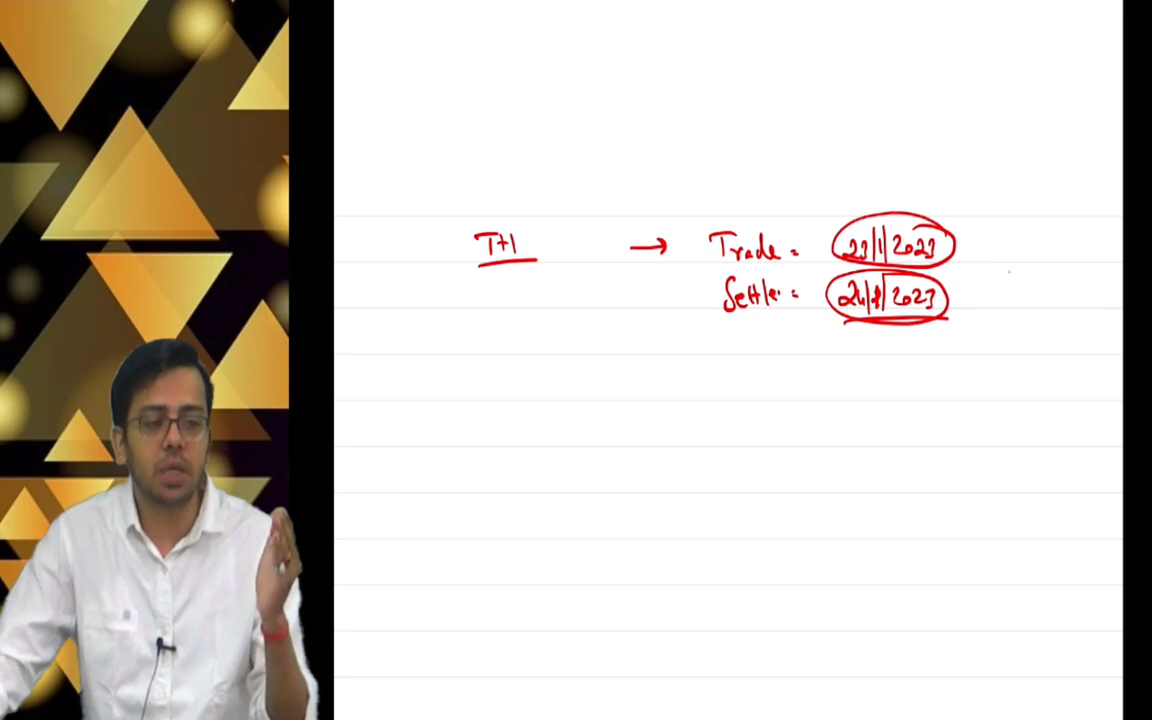 T+1 → Trade = 23/1/2023
Settle = 24/1/2023